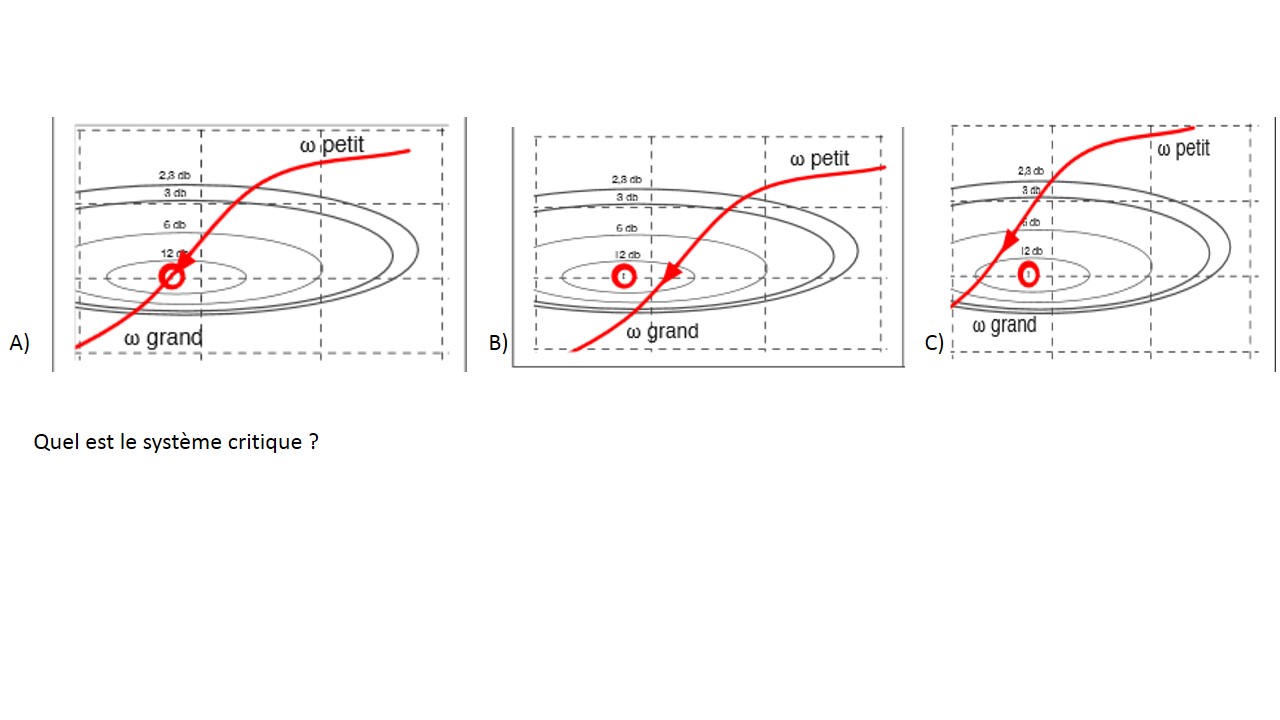 A)
ω petit
2,3 db
3 db
6 db
12 db
ω grand
B)
ω petit
2,3 db
3 db
6 db
12 db
ω grand
C)
ω petit
2,3 db
3 db
db
12 db
ω grand
Quel est le système critique ?